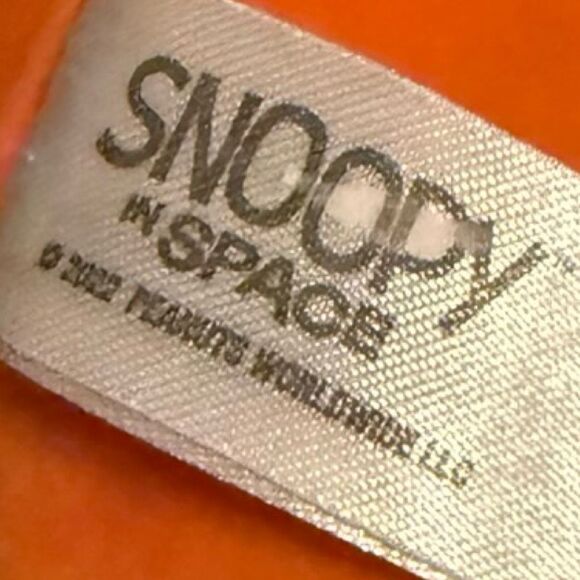 SNOOPY™
IN SPACE
© 2022 PEANUTS WORLDWIDE LLC